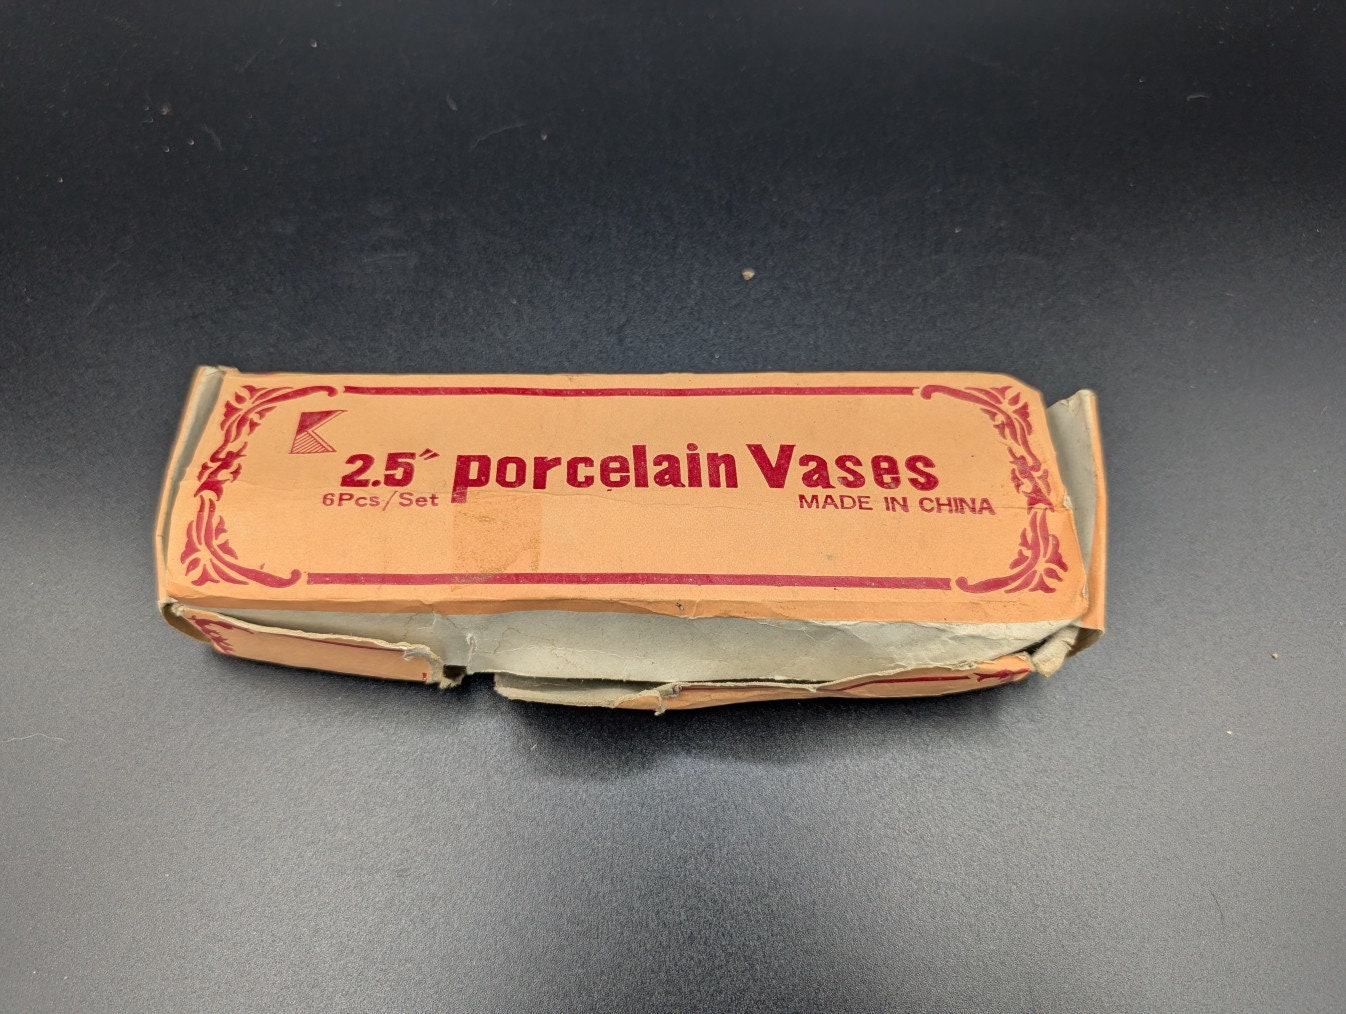 2.5″ porcelain Vases
6Pcs/Set
MADE IN CHINA